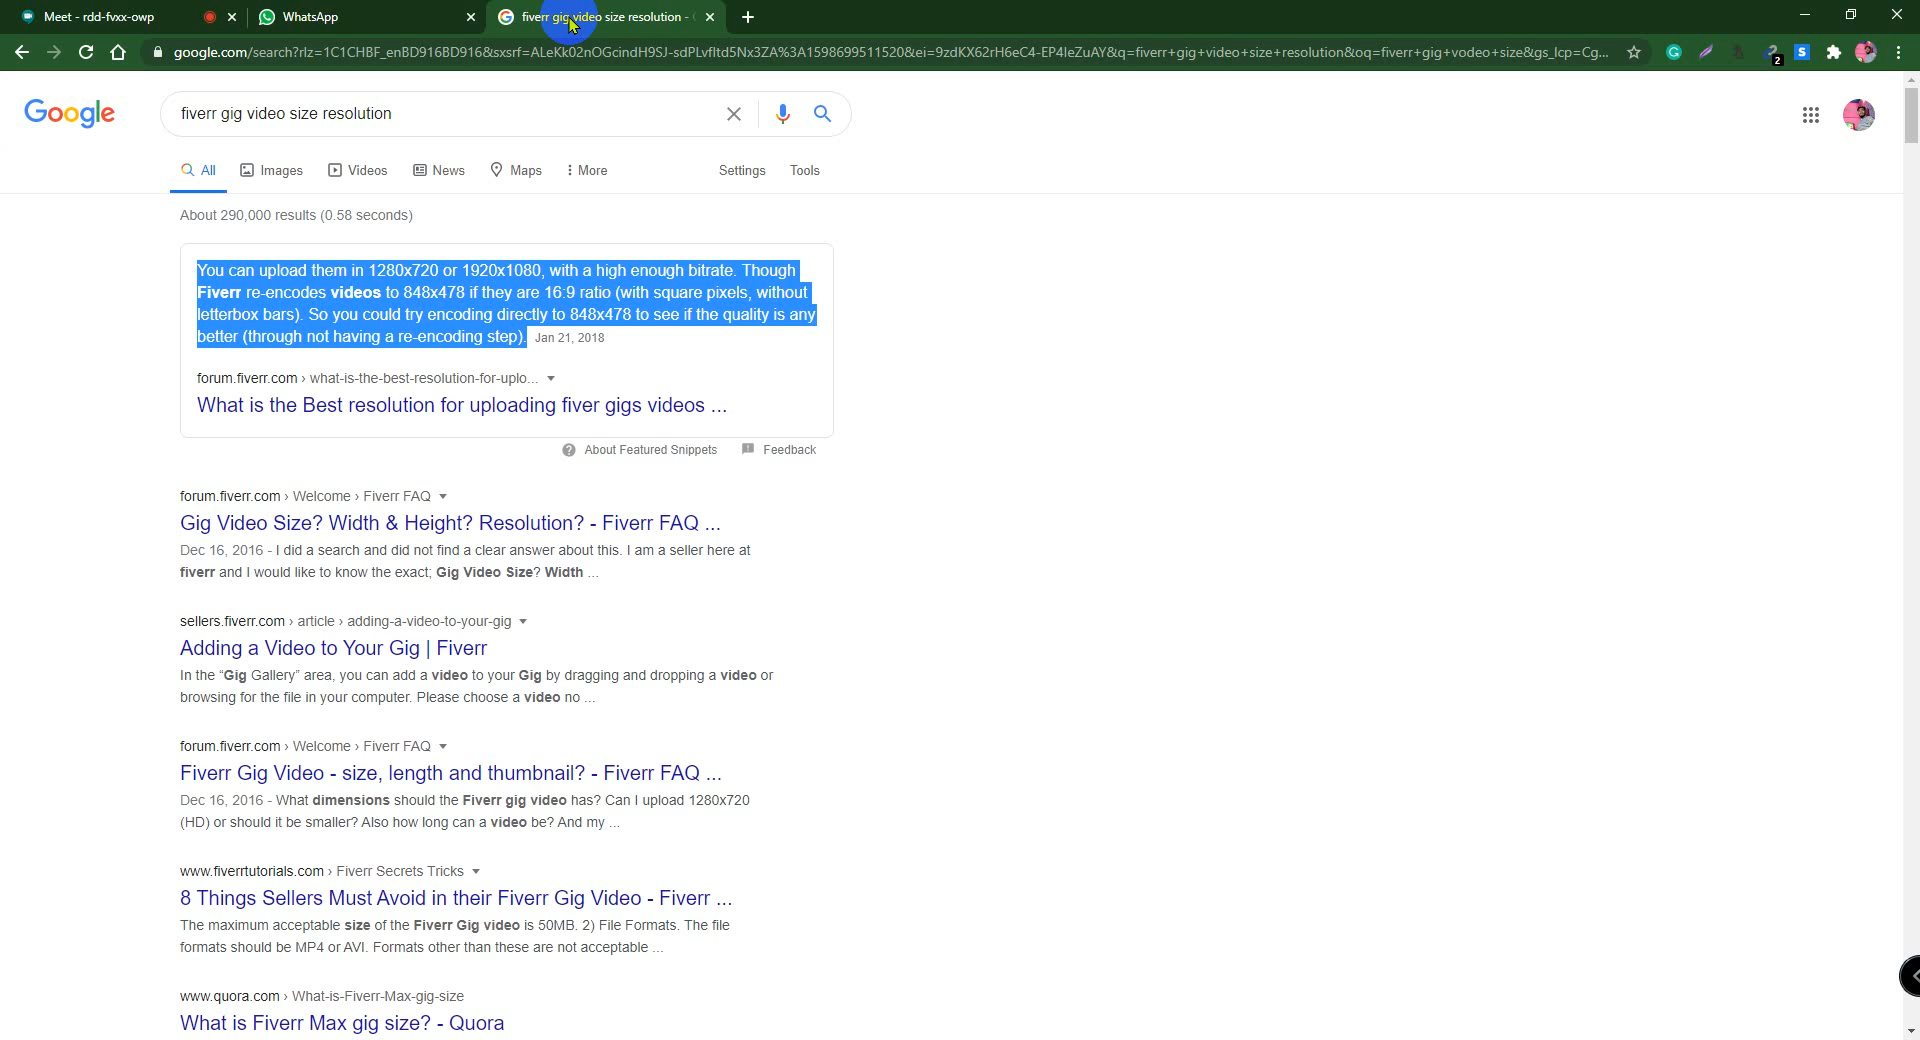 Meet - rdd-fvxx-owp
WhatsApp
fiverr gig video size resolution -
google.com/search?rlz=1C1CHBF_enBD916BD916&sxsrf=ALeKk02nOGcindH9SJ-sdPLvfltd5Nx3ZA%3A1598699511520&ei=9zdKX62rH6eC4-EP4leZuAY&q=fiverr+gig+video+size+resolution&oq=fiverr+gig+vodeo+size&gs_lcp=Cg...
2
S
Google
fiverr gig video size resolution
All
Images
Videos
News
Maps
More
Settings
Tools
About 290,000 results (0.58 seconds)
You can upload them in 1280x720 or 1920x1080, with a high enough bitrate. Though
Fiverr re-encodes videos to 848x478 if they are 16:9 ratio (with square pixels, without
letterbox bars). So you could try encoding directly to 848x478 to see if the quality is any
better (through not having a re-encoding step). Jan 21, 2018
forum.fiverr.com › what-is-the-best-resolution-for-uplo...
What is the Best resolution for uploading fiver gigs videos ...
About Featured Snippets
Feedback
forum.fiverr.com › Welcome › Fiverr FAQ
Gig Video Size? Width & Height? Resolution? - Fiverr FAQ ...
Dec 16, 2016 - I did a search and did not find a clear answer about this. I am a seller here at
fiverr and I would like to know the exact; Gig Video Size? Width ...
sellers.fiverr.com › article › adding-a-video-to-your-gig
Adding a Video to Your Gig | Fiverr
In the “Gig Gallery” area, you can add a video to your Gig by dragging and dropping a video or
browsing for the file in your computer. Please choose a video no ...
forum.fiverr.com › Welcome › Fiverr FAQ
Fiverr Gig Video - size, length and thumbnail? - Fiverr FAQ ...
Dec 16, 2016 - What dimensions should the Fiverr gig video has? Can I upload 1280x720
(HD) or should it be smaller? Also how long can a video be? And my ...
www.fiverrtutorials.com › Fiverr Secrets Tricks
8 Things Sellers Must Avoid in their Fiverr Gig Video - Fiverr ...
The maximum acceptable size of the Fiverr Gig video is 50MB. 2) File Formats. The file
formats should be MP4 or AVI. Formats other than these are not acceptable ...
www.quora.com › What-is-Fiverr-Max-gig-size
What is Fiverr Max gig size? - Quora